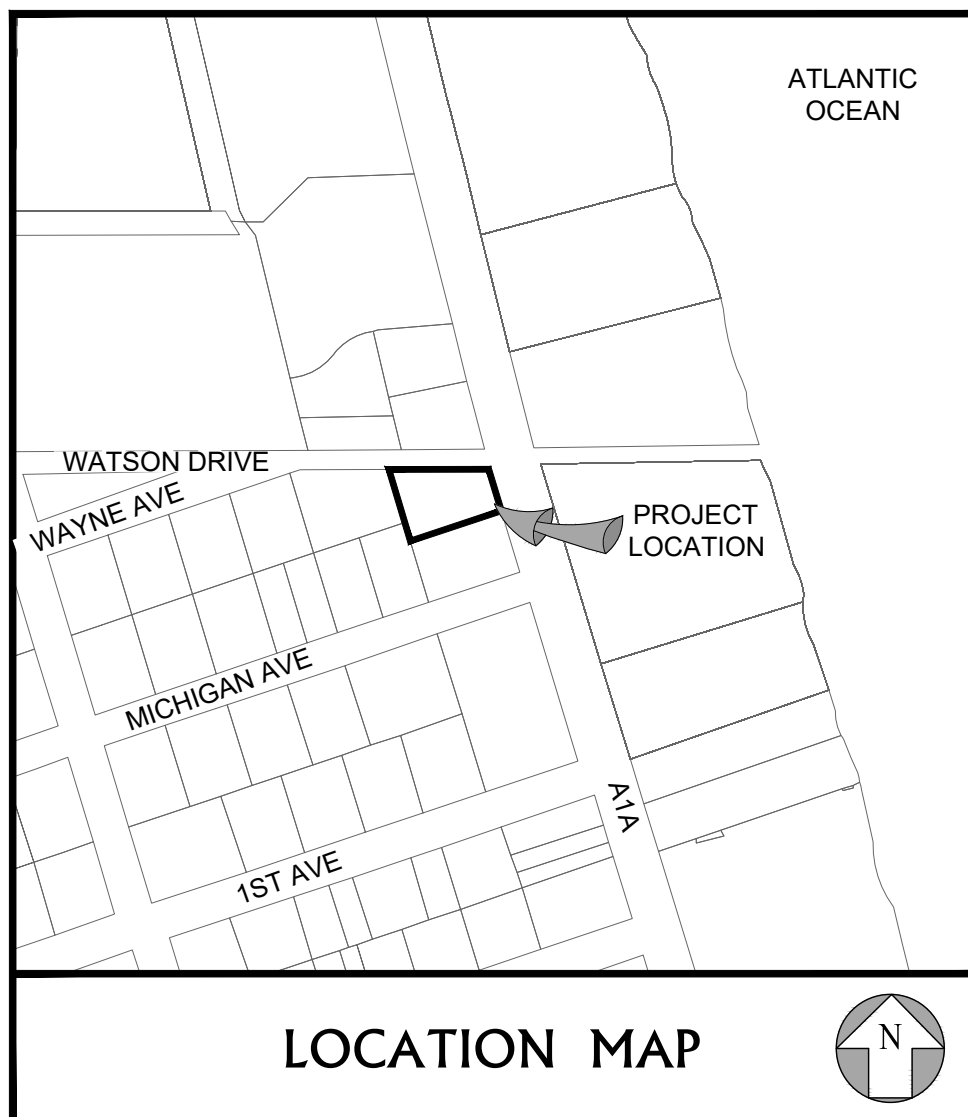 ATLANTIC
OCEAN
WATSON DRIVE
WAYNE AVE
PROJECT
LOCATION
MICHIGAN AVE
A1A
1ST AVE
LOCATION MAP
N